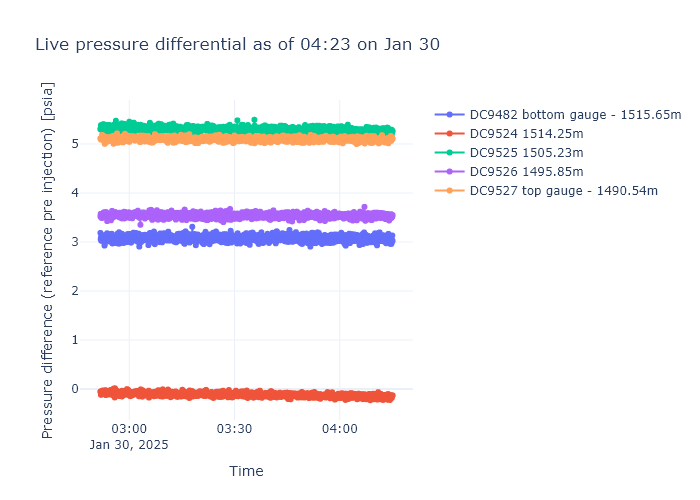 Live pressure differential as of 04:23 on Jan 30
Pressure difference (reference pre injection) [psia]
5
4
3
2
1
0
03:00
Jan 30, 2025
03:30
04:00
Time
DC9482 bottom gauge - 1515.65m
DC9524 1514.25m
DC9525 1505.23m
DC9526 1495.85m
DC9527 top gauge - 1490.54m